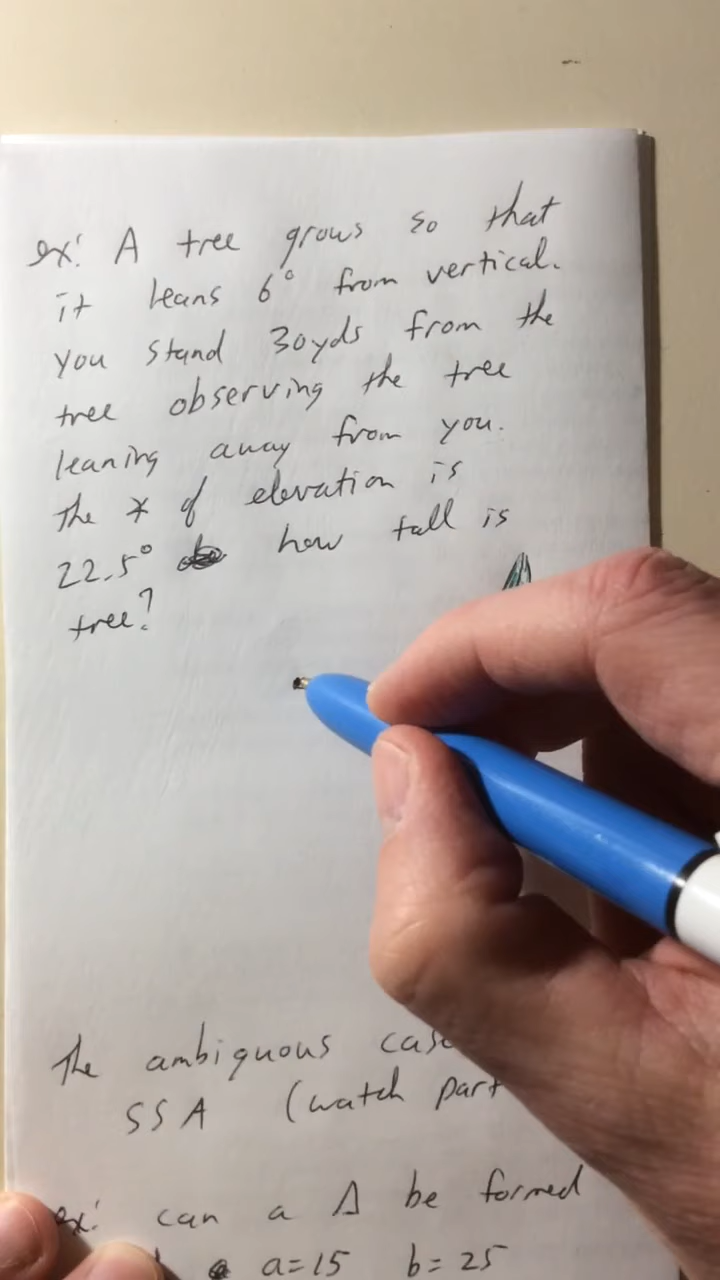 ex: A tree grows so that
it leans 6° from vertical.
You stand 30yds from the
tree observing the tree
leaning away from you.
The ∡ of elevation is
22.5° how tall is
tree?
The ambiguous case
SSA (watch part
ex: can a Δ be formed
a=15 b=25